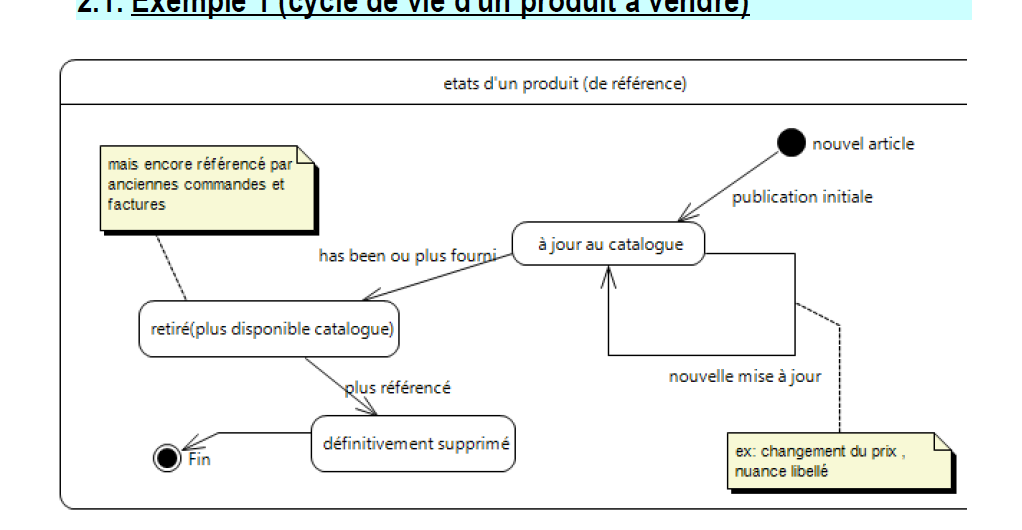 2.1. Exemple 1 (cycle de vie d'un produit à vendre)
etats d'un produit (de référence)
nouvel article
mais encore référencé par
anciennes commandes et
factures
publication initiale
à jour au catalogue
has been ou plus fourni
retiré(plus disponible catalogue)
nouvelle mise à jour
plus référencé
définitivement supprimé
Fin
ex: changement du prix ,
nuance libellé